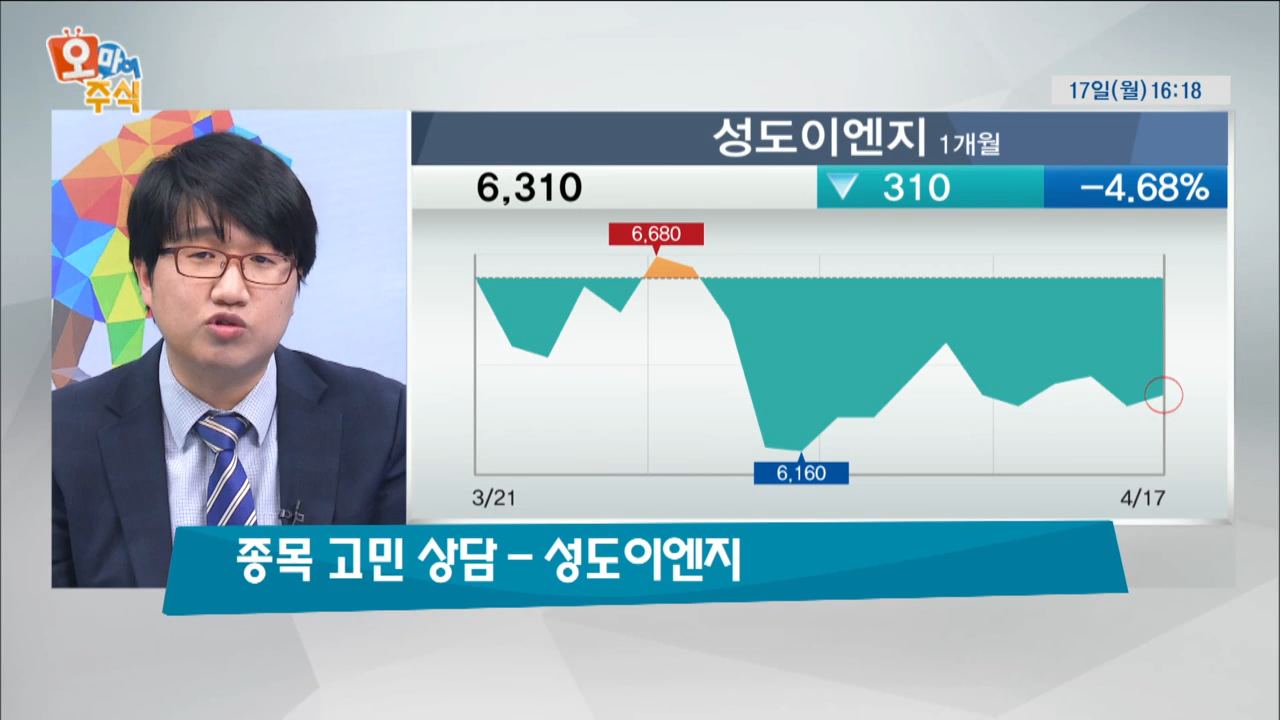 오마이
주식
17일(월)16:18
성도이엔지 1개월
6,310 ▼ 310 -4.68%
6,680
6,160
3/21 4/17
종목 고민 상담 - 성도이엔지